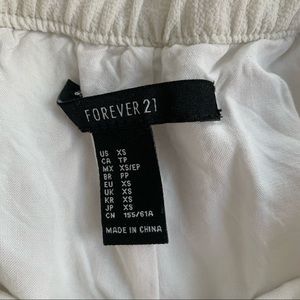 FOREVER 21
US XS
CA TP
MX XS/EP
BR PP
EU XS
UK XS
KR XS
JP XS
CN 155/61A
MADE IN CHINA